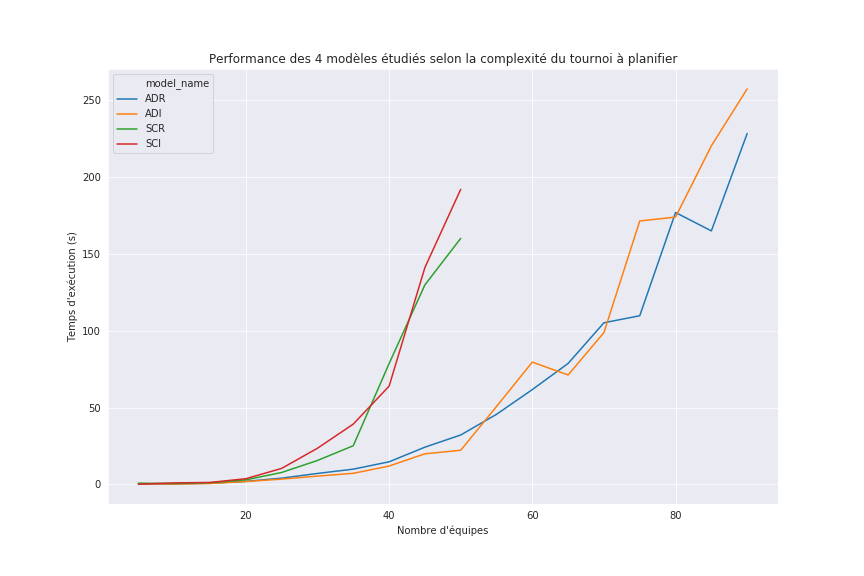 Performance des 4 modèles étudiés selon la complexité du tournoi à planifier
model_name
ADR
ADI
SCR
SCI
250
200
150
100
50
0
Temps d'exécution (s)
20 40 60 80
Nombre d'équipes